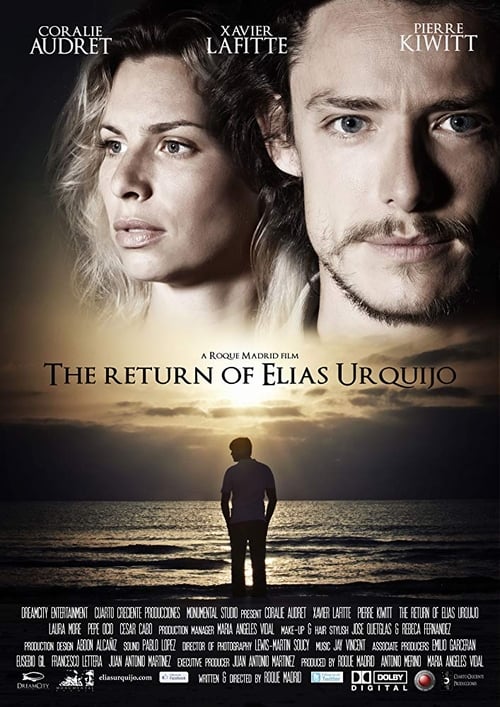 CORALIE AUDRET
XAVIER LAFITTE
PIERRE KIWITT
A ROQUE MADRID FILM
THE RETURN OF ELIAS URQUIJO
DREAMCITY ENTERTAINMENT CUARTO CRECIENTE PRODUCCIONES MONUMENTAL STUDIO PRESENT CORALIE AUDRET XAVIER LAFITTE PIERRE KIWITT THE RETURN OF ELIAS URQUIJO
LAURA MORE PEPE OCIO CESAR CABO PRODUCTION MANAGER MARIA ANGELES VIDAL MAKE-UP & HAIR STYLISH JOSE QUETGLAS & REBECA FERNANDEZ
PRODUCTION DESIGN ABDON ALCAÑIZ SOUND PABLO LOPEZ DIRECTOR OF PHOTOGRAPHY LEWIS-MARTIN SOUCY MUSIC JAY VINCENT ASSOCIATE PRODUCERS EMILIO GARCERAN
EUSEBIO GIL FRANCESCO LETTERA JUAN ANTONIO MARTINEZ EXECUTIVE PRODUCER JUAN ANTONIO MARTINEZ PRODUCED BY ROQUE MADRID ANTONIO MERINO MARIA ANGELES VIDAL
DREAMCITY MONUMENTAL eliasurquijo.com WRITTEN & DIRECTED BY ROQUE MADRID DOLBY DIGITAL